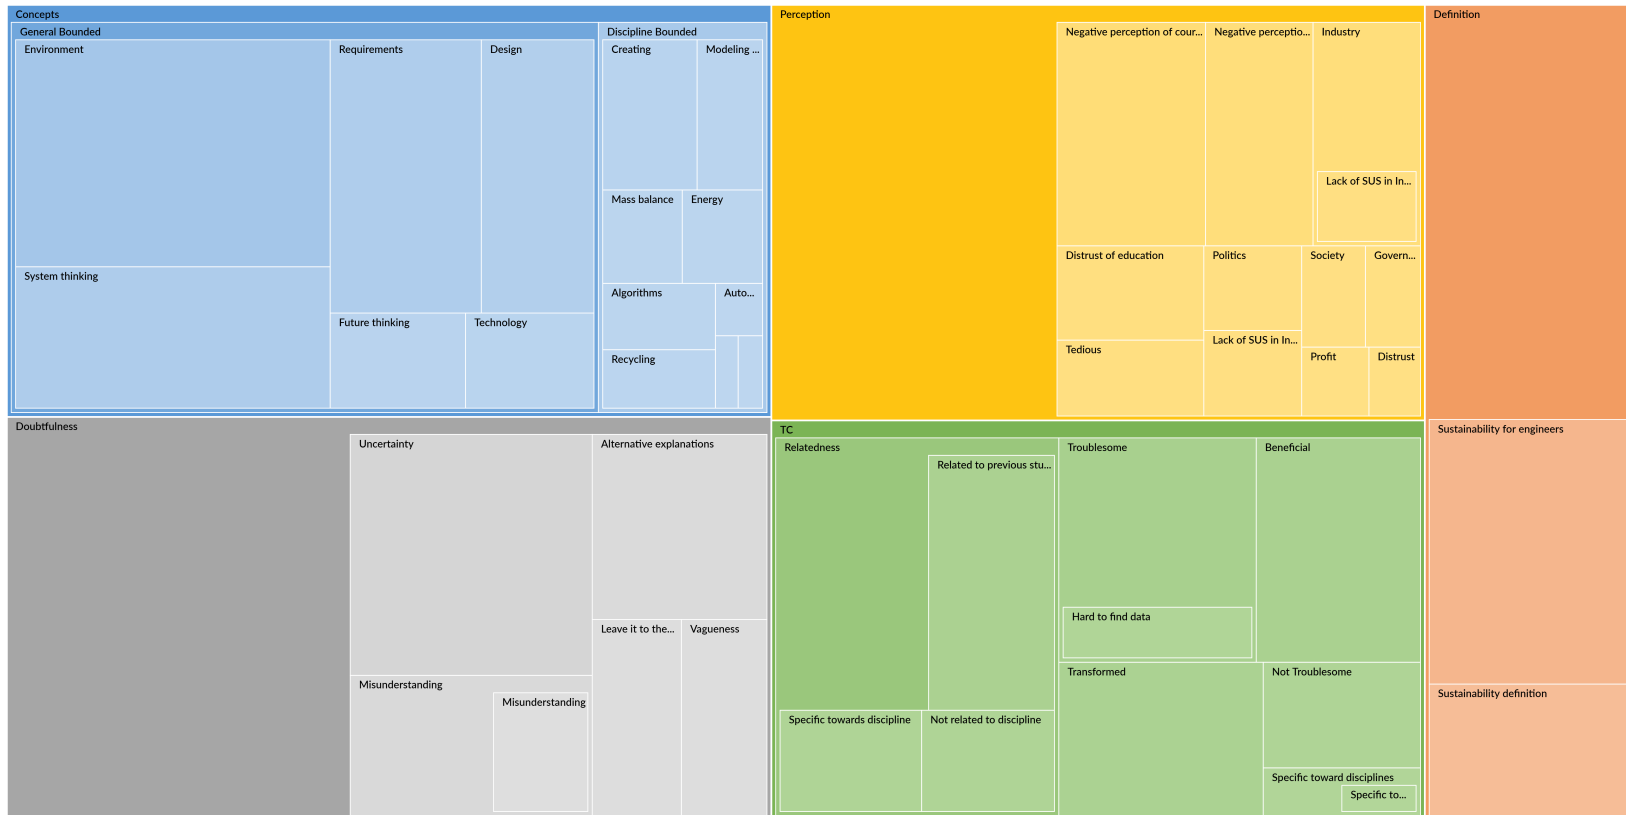 Concepts
General Bounded
Environment
Requirements
Design
System thinking
Future thinking
Technology
Discipline Bounded
Creating
Modeling ...
Mass balance
Energy
Algorithms
Auto...
Recycling
Perception
Negative perception of cour...
Negative perceptio...
Industry
Lack of SUS in In...
Distrust of education
Politics
Society
Govern...
Tedious
Lack of SUS in In...
Profit
Distrust
Definition
Sustainability for engineers
Sustainability definition
Doubtfulness
Uncertainty
Alternative explanations
Leave it to the...
Vagueness
Misunderstanding
Misunderstanding
TC
Relatedness
Related to previous stu...
Specific towards discipline
Not related to discipline
Troublesome
Hard to find data
Beneficial
Transformed
Not Troublesome
Specific toward disciplines
Specific to...